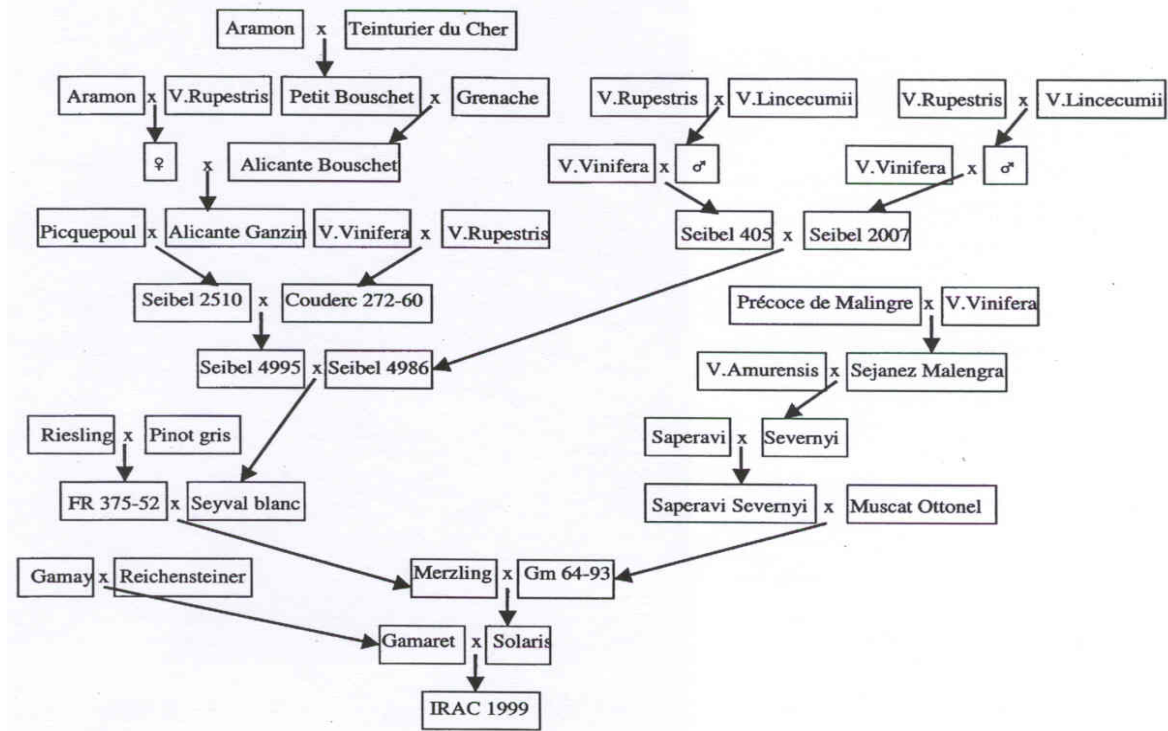 Aramon x Teinturier du Cher
Aramon x V.Rupestris Petit Bouschet x Grenache V.Rupestris x V.Lincecumii V.Rupestris x V.Lincecumii
♀ x Alicante Bouschet V.Vinifera x ♂ V.Vinifera x ♂
Picquepoul x Alicante Ganzin V.Vinifera x V.Rupestris Seibel 405 x Seibel 2007
Seibel 2510 x Couderc 272-60 Précoce de Malingre x V.Vinifera
Seibel 4995 x Seibel 4986 V.Amurensis x Sejanez Malengra
Riesling x Pinot gris Saperavi x Severnyi
FR 375-52 x Seyval blanc Saperavi Severnyi x Muscat Ottonel
Gamay x Reichensteiner Merzling x Gm 64-93
Gamaret x Solaris
IRAC 1999